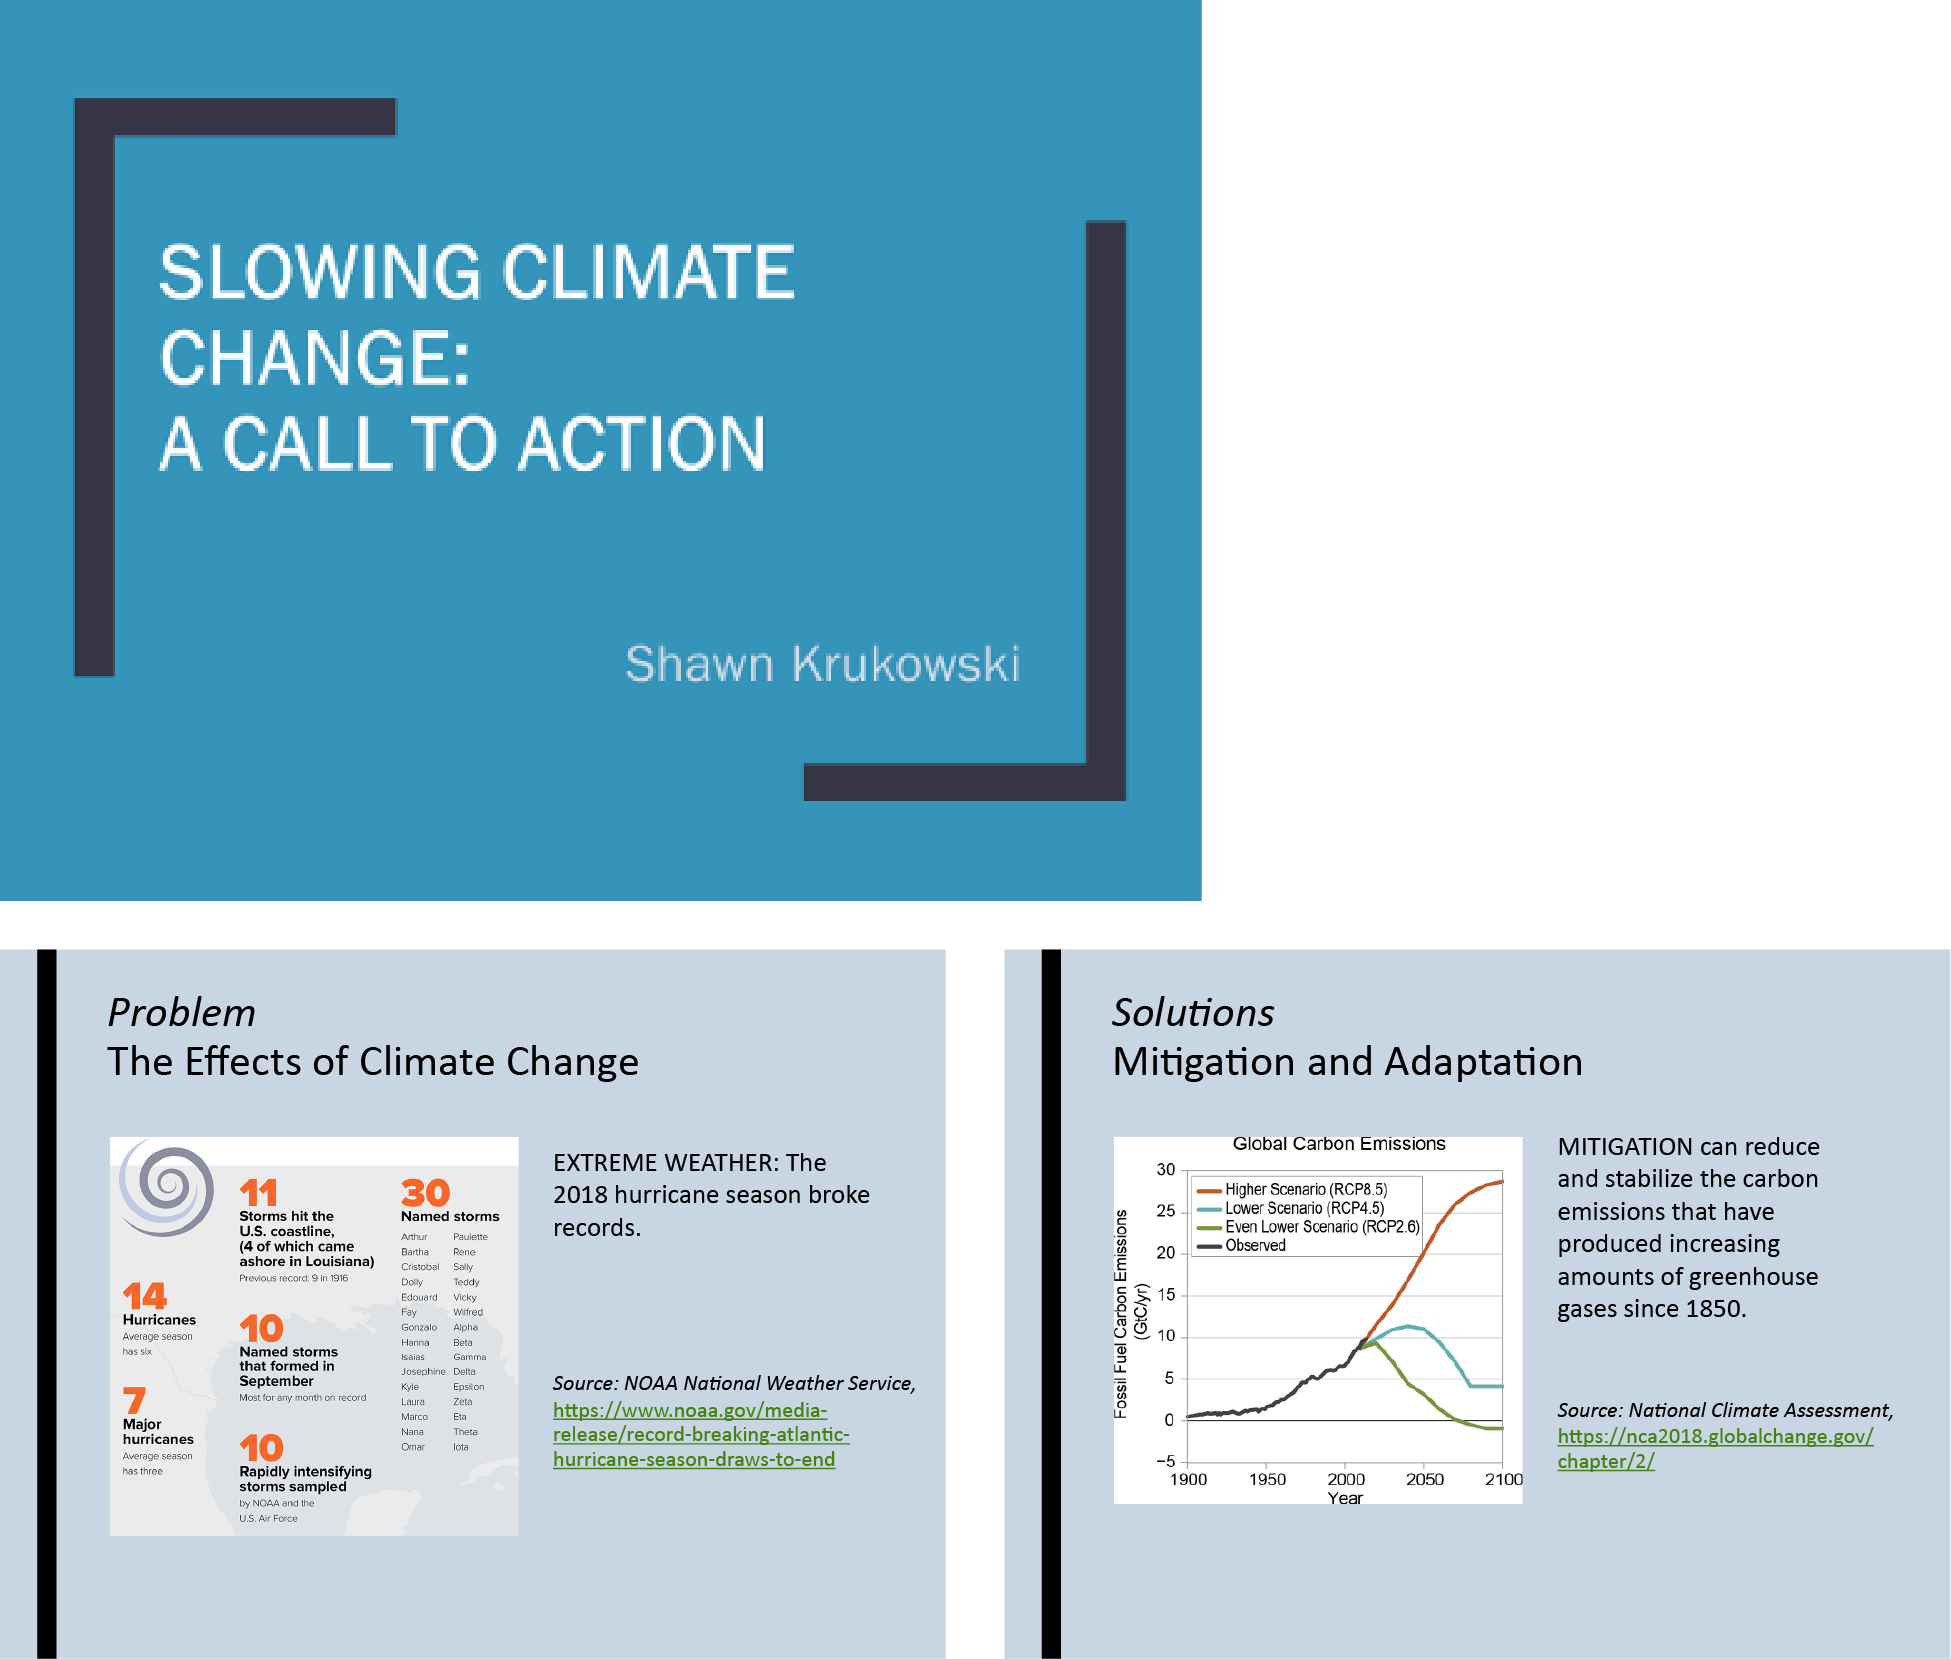 SLOWING CLIMATE
CHANGE:
A CALL TO ACTION
Shawn Krukowski
Problem
The Effects of Climate Change
11
Storms hit the
U.S. coastline,
(4 of which came
ashore in Louisiana)
Previous record: 9 in 1916
14
Hurricanes
Average season
has six
10
Named storms
that formed in
September
Most for any month on record
7
Major
hurricanes
Average season
has three
10
Rapidly intensifying
storms sampled
by NOAA and the
U.S. Air Force
30
Named storms
Arthur Paulette
Bartha Rene
Cristobal Sally
Dolly Teddy
Edouard Vicky
Fay Wilfred
Gonzalo Alpha
Hanna Beta
Isaias Gamma
Josephine Delta
Kyle Epsilon
Laura Zeta
Marco Eta
Nana Theta
Omar Iota
EXTREME WEATHER: The
2018 hurricane season broke
records.
Source: NOAA National Weather Service,
https://www.noaa.gov/media-
release/record-breaking-atlantic-
hurricane-season-draws-to-end
Solutions
Mitigation and Adaptation
Global Carbon Emissions
Fossil Fuel Carbon Emissions
(GtC/yr)
30
25
20
15
10
5
0
−5
Higher Scenario (RCP8.5)
Lower Scenario (RCP4.5)
Even Lower Scenario (RCP2.6)
Observed
1900 1950 2000 2050 2100
Year
MITIGATION can reduce
and stabilize the carbon
emissions that have
produced increasing
amounts of greenhouse
gases since 1850.
Source: National Climate Assessment,
https://nca2018.globalchange.gov/
chapter/2/